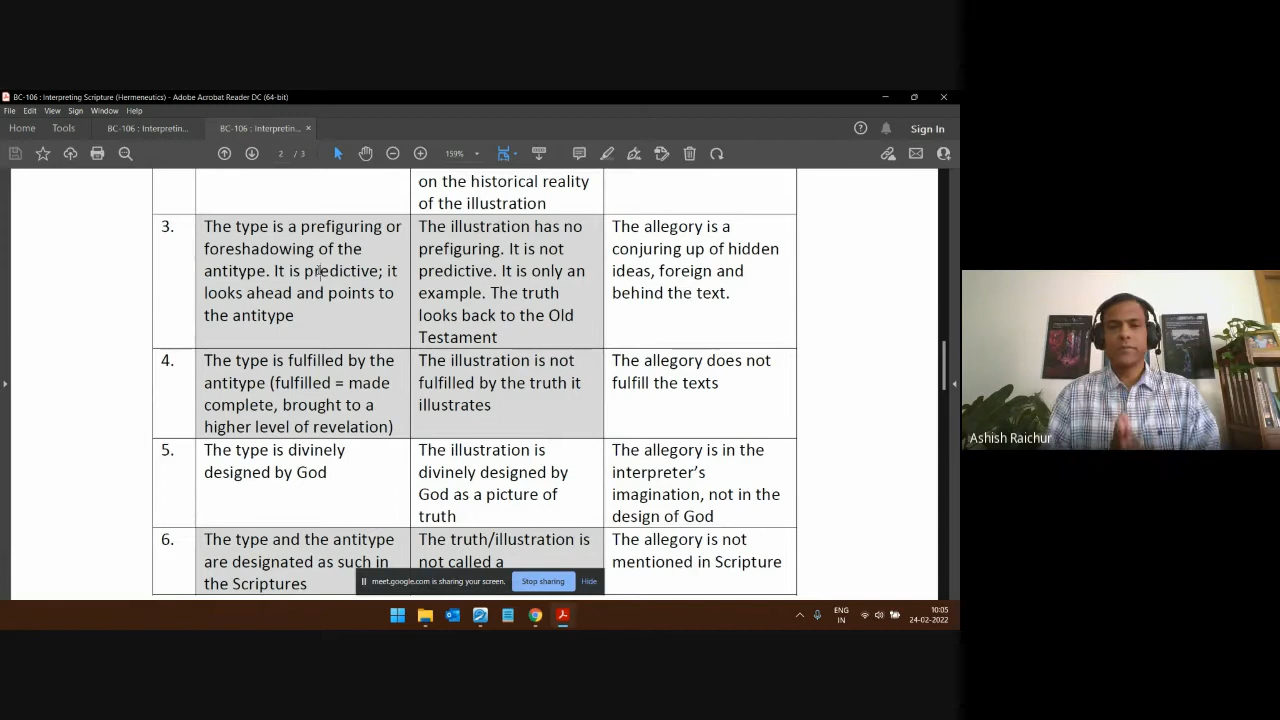 BC-106 : Interpreting Scripture (Hermeneutics) - Adobe Acrobat Reader DC (64-bit)
File Edit View Sign Window Help
Home Tools BC-106 : Interpretin... BC-106 : Interpretin... × Sign In
2 / 3 159%
on the historical reality
of the illustration
3.
The type is a prefiguring or
foreshadowing of the
antitype. It is predictive; it
looks ahead and points to
the antitype
The illustration has no
prefiguring. It is not
predictive. It is only an
example. The truth
looks back to the Old
Testament
The allegory is a
conjuring up of hidden
ideas, foreign and
behind the text.
4.
The type is fulfilled by the
antitype (fulfilled = made
complete, brought to a
higher level of revelation)
The illustration is not
fulfilled by the truth it
illustrates
The allegory does not
fulfill the texts
5.
The type is divinely
designed by God
The illustration is
divinely designed by
God as a picture of
truth
The allegory is in the
interpreter's
imagination, not in the
design of God
6.
The type and the antitype
are designated as such in
the Scriptures
The truth/illustration is
not called a
The allegory is not
mentioned in Scripture
meet.google.com is sharing your screen. Stop sharing Hide
ENG
IN
10:05
24-02-2022
Ashish Raichur